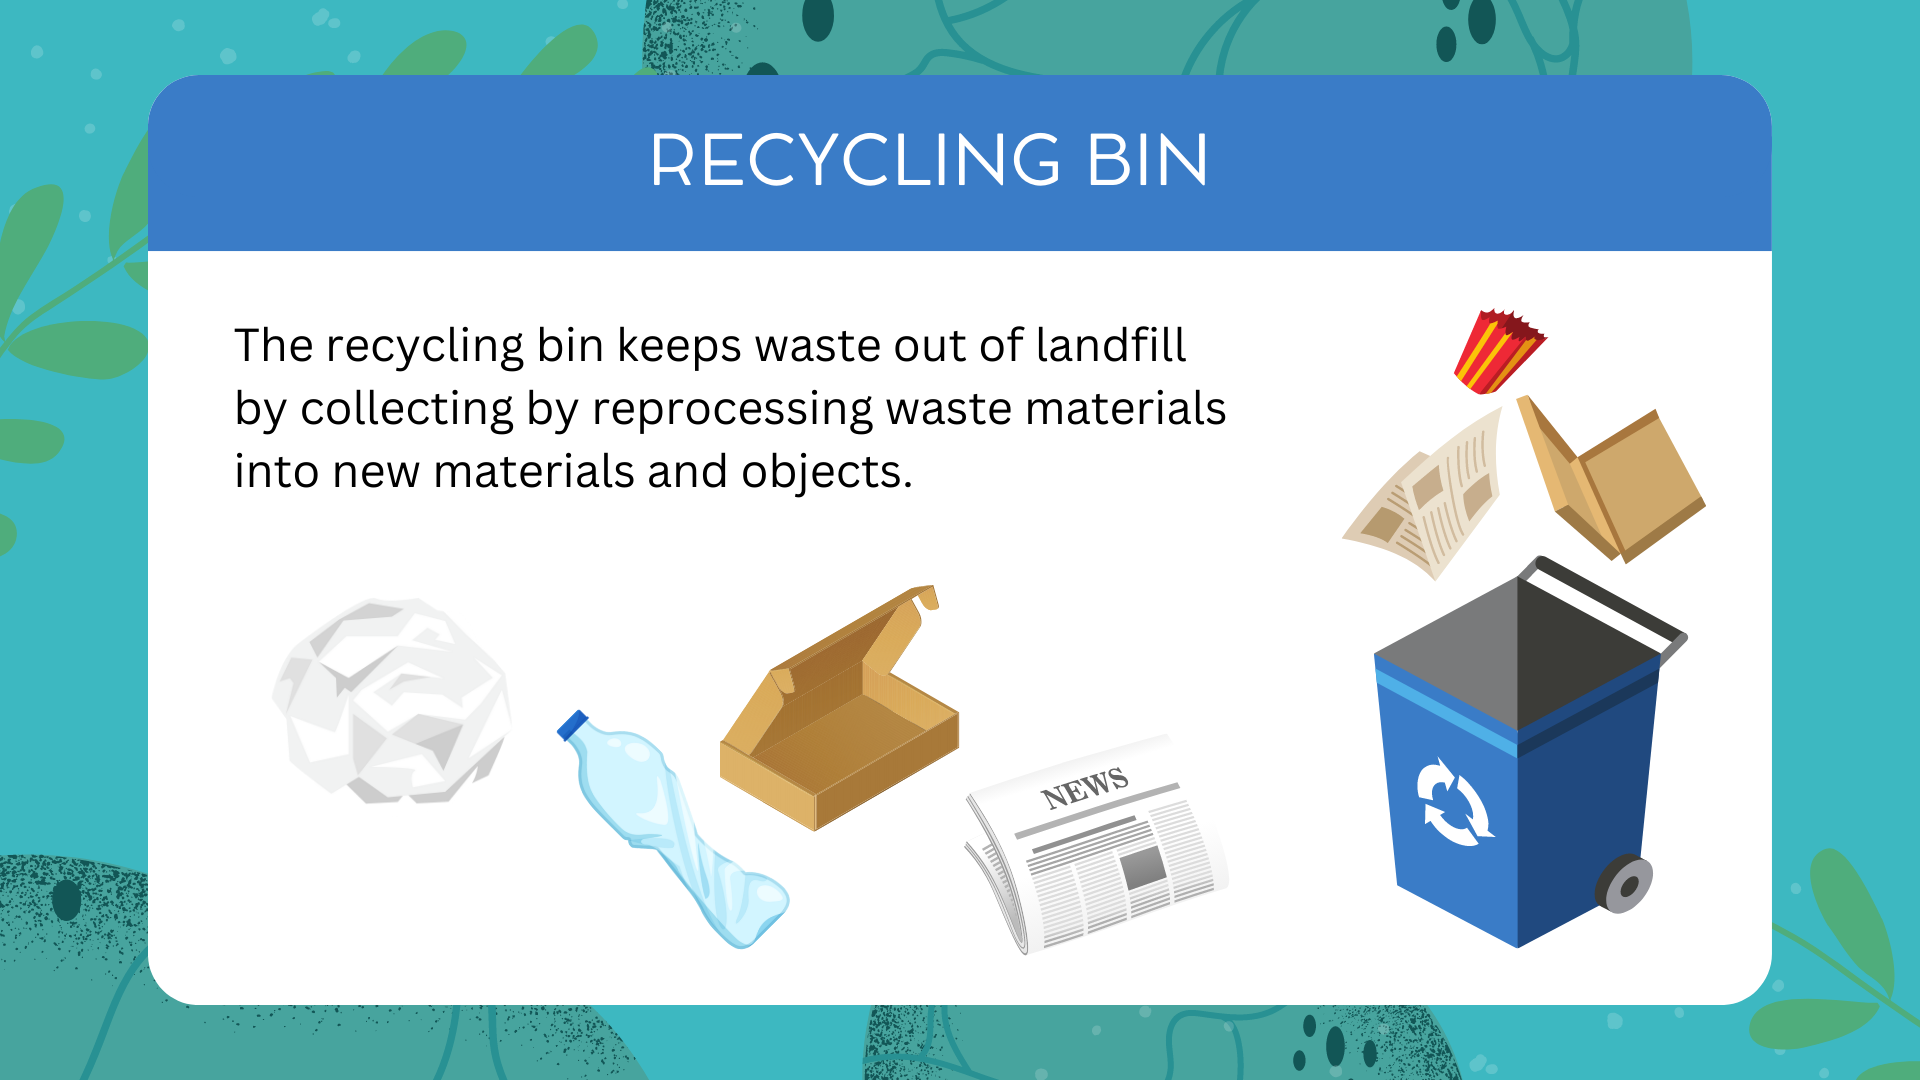 RECYCLING BIN
The recycling bin keeps waste out of landfill
by collecting by reprocessing waste materials
into new materials and objects.
NEWS